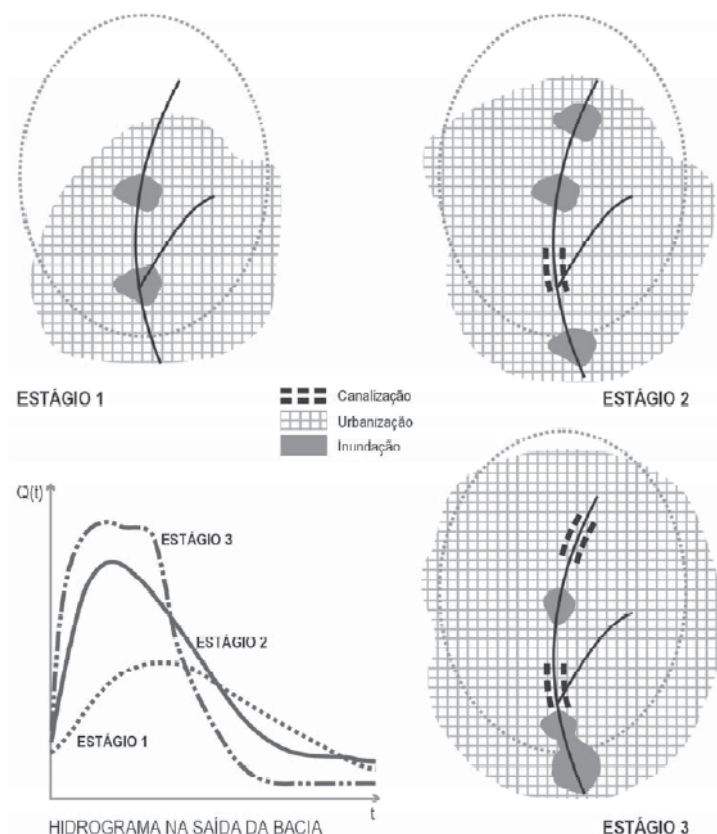 ESTÁGIO 1
ESTÁGIO 2
Canalização
Urbanização
Inundação
Q(t)
ESTÁGIO 3
ESTÁGIO 2
ESTÁGIO 1
t
HIDROGRAMA NA SAÍDA DA BACIA
ESTÁGIO 3